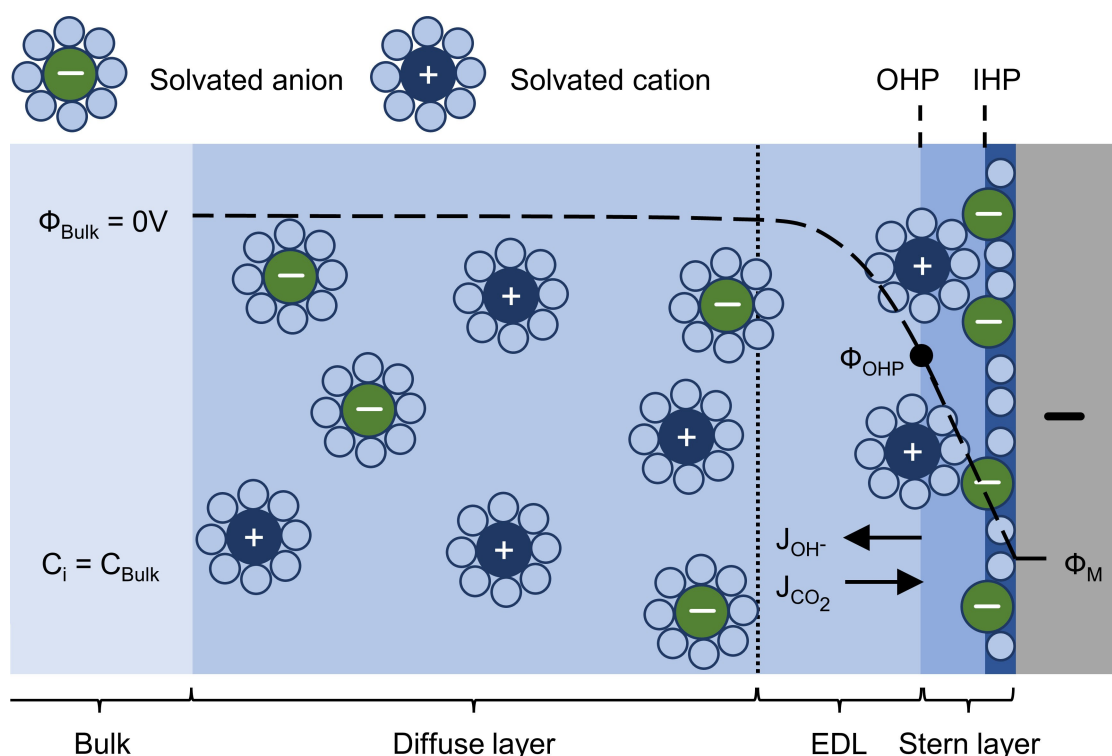 Solvated anion
Solvated cation
OHP
IHP
Φ_Bulk = 0V
Φ_OHP
J_OH-
J_CO2
C_i = C_Bulk
Φ_M
Bulk
Diffuse layer
EDL
Stern layer